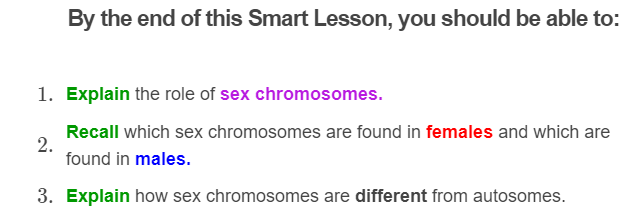 By the end of this Smart Lesson, you should be able to:
1. Explain the role of sex chromosomes.
2. Recall which sex chromosomes are found in females and which are
found in males.
3. Explain how sex chromosomes are different from autosomes.